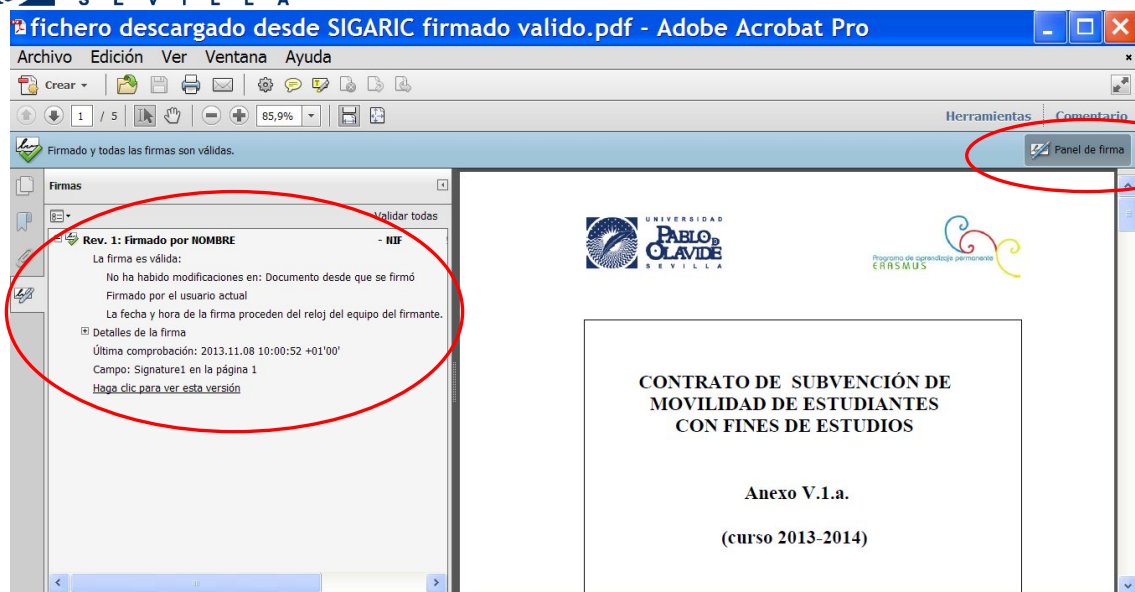 S E V I L L A
fichero descargado desde SIGARIC firmado valido.pdf - Adobe Acrobat Pro
Archivo Edición Ver Ventana Ayuda
Crear
1 / 5 85,9% Herramientas Comentario
Firmado y todas las firmas son válidas. Panel de firma
Firmas
Validar todas
Rev. 1: Firmado por NOMBRE - NIF
La firma es válida:
No ha habido modificaciones en: Documento desde que se firmó
Firmado por el usuario actual
La fecha y hora de la firma proceden del reloj del equipo del firmante.
Detalles de la firma
Última comprobación: 2013.11.08 10:00:52 +01'00'
Campo: Signature1 en la página 1
Haga clic para ver esta versión
UNIVERSIDAD
PABLO DE
OLAVIDE
SEVILLA
Programa de aprendizaje permanente
ERASMUS
CONTRATO DE SUBVENCIÓN DE
MOVILIDAD DE ESTUDIANTES
CON FINES DE ESTUDIOS
Anexo V.1.a.
(curso 2013-2014)